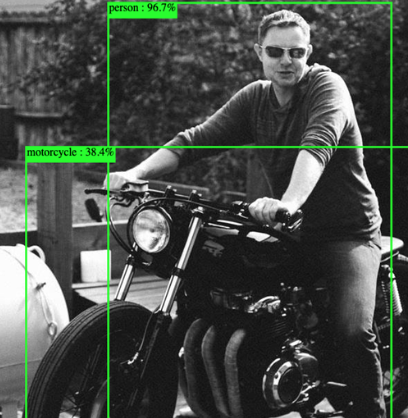 person : 96.7%
motorcycle : 38.4%